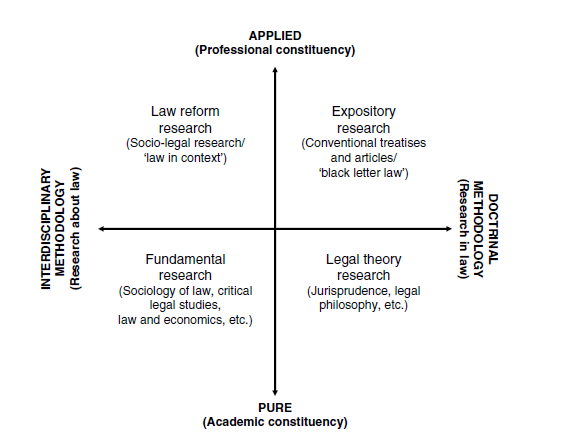 APPLIED
(Professional constituency)
Law reform
research
(Socio-legal research/
‘law in context’)
Expository
research
(Conventional treatises
and articles/
‘black letter law’)
INTERDISCIPLINARY
METHODOLOGY
(Research about law)
DOCTRINAL
METHODOLOGY
(Research in law)
Fundamental
research
(Sociology of law, critical
legal studies,
law and economics, etc.)
Legal theory
research
(Jurisprudence, legal
philosophy, etc.)
PURE
(Academic constituency)